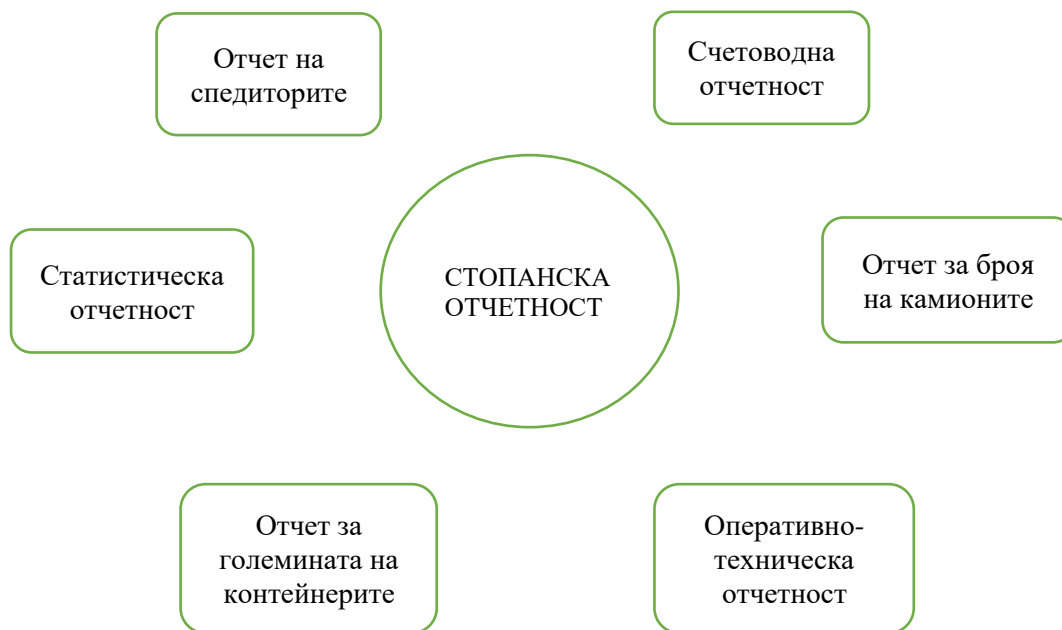 Отчет на
спедиторите
Счетоводна
отчетност
Статистическа
отчетност
СТОПАНСКА
ОТЧЕТНОСТ
Отчет за броя
на камионите
Отчет за
големината на
контейнерите
Оперативно-
техническа
отчетност